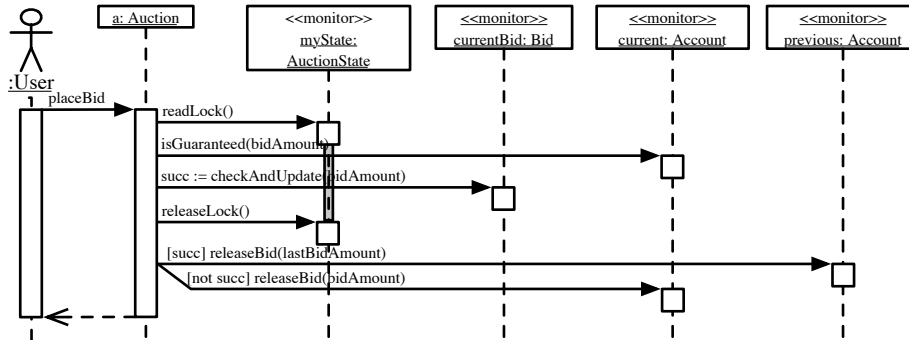 a: Auction
<<monitor>>
myState:
AuctionState
<<monitor>>
currentBid: Bid
<<monitor>>
current: Account
<<monitor>>
previous: Account
:User
placeBid
readLock()
isGuaranteed(bidAmount)
succ := checkAndUpdate(bidAmount)
releaseLock()
[succ] releaseBid(lastBidAmount)
[not succ] releaseBid(bidAmount)